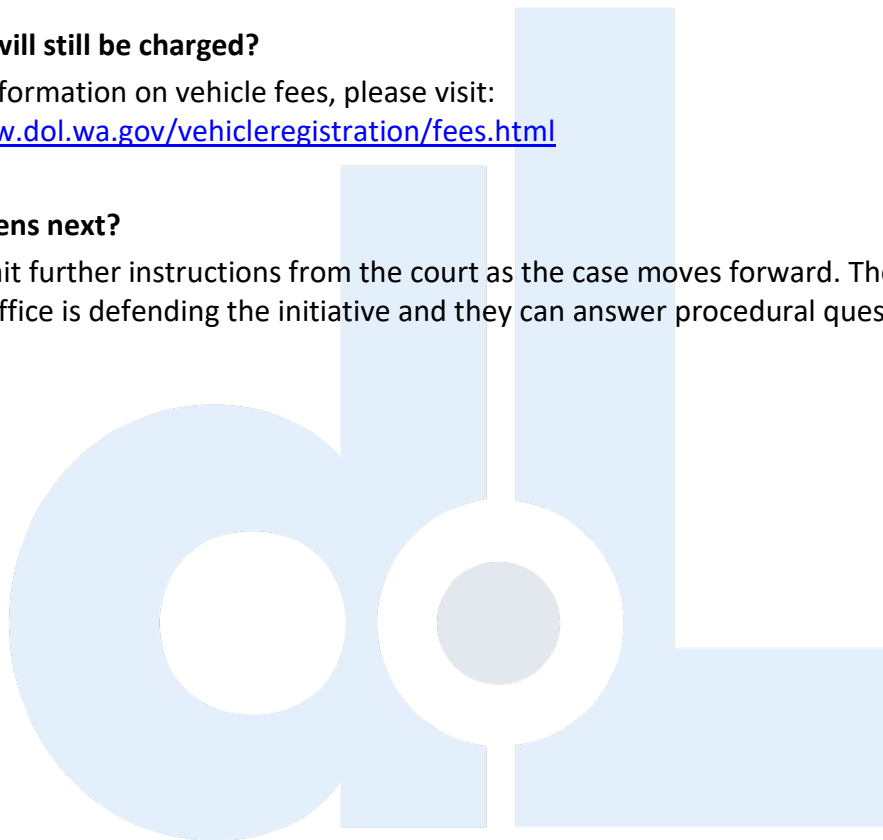 will still be charged?
formation on vehicle fees, please visit:
w.dol.wa.gov/vehicleregistration/fees.html
ens next?
it further instructions from the court as the case moves forward. The
ffice is defending the initiative and they can answer procedural ques